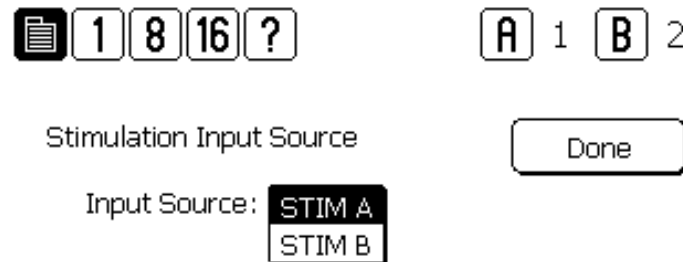 1 8 16 ? A 1 B 2
Stimulation Input Source
Done
Input Source: STIM A
STIM B